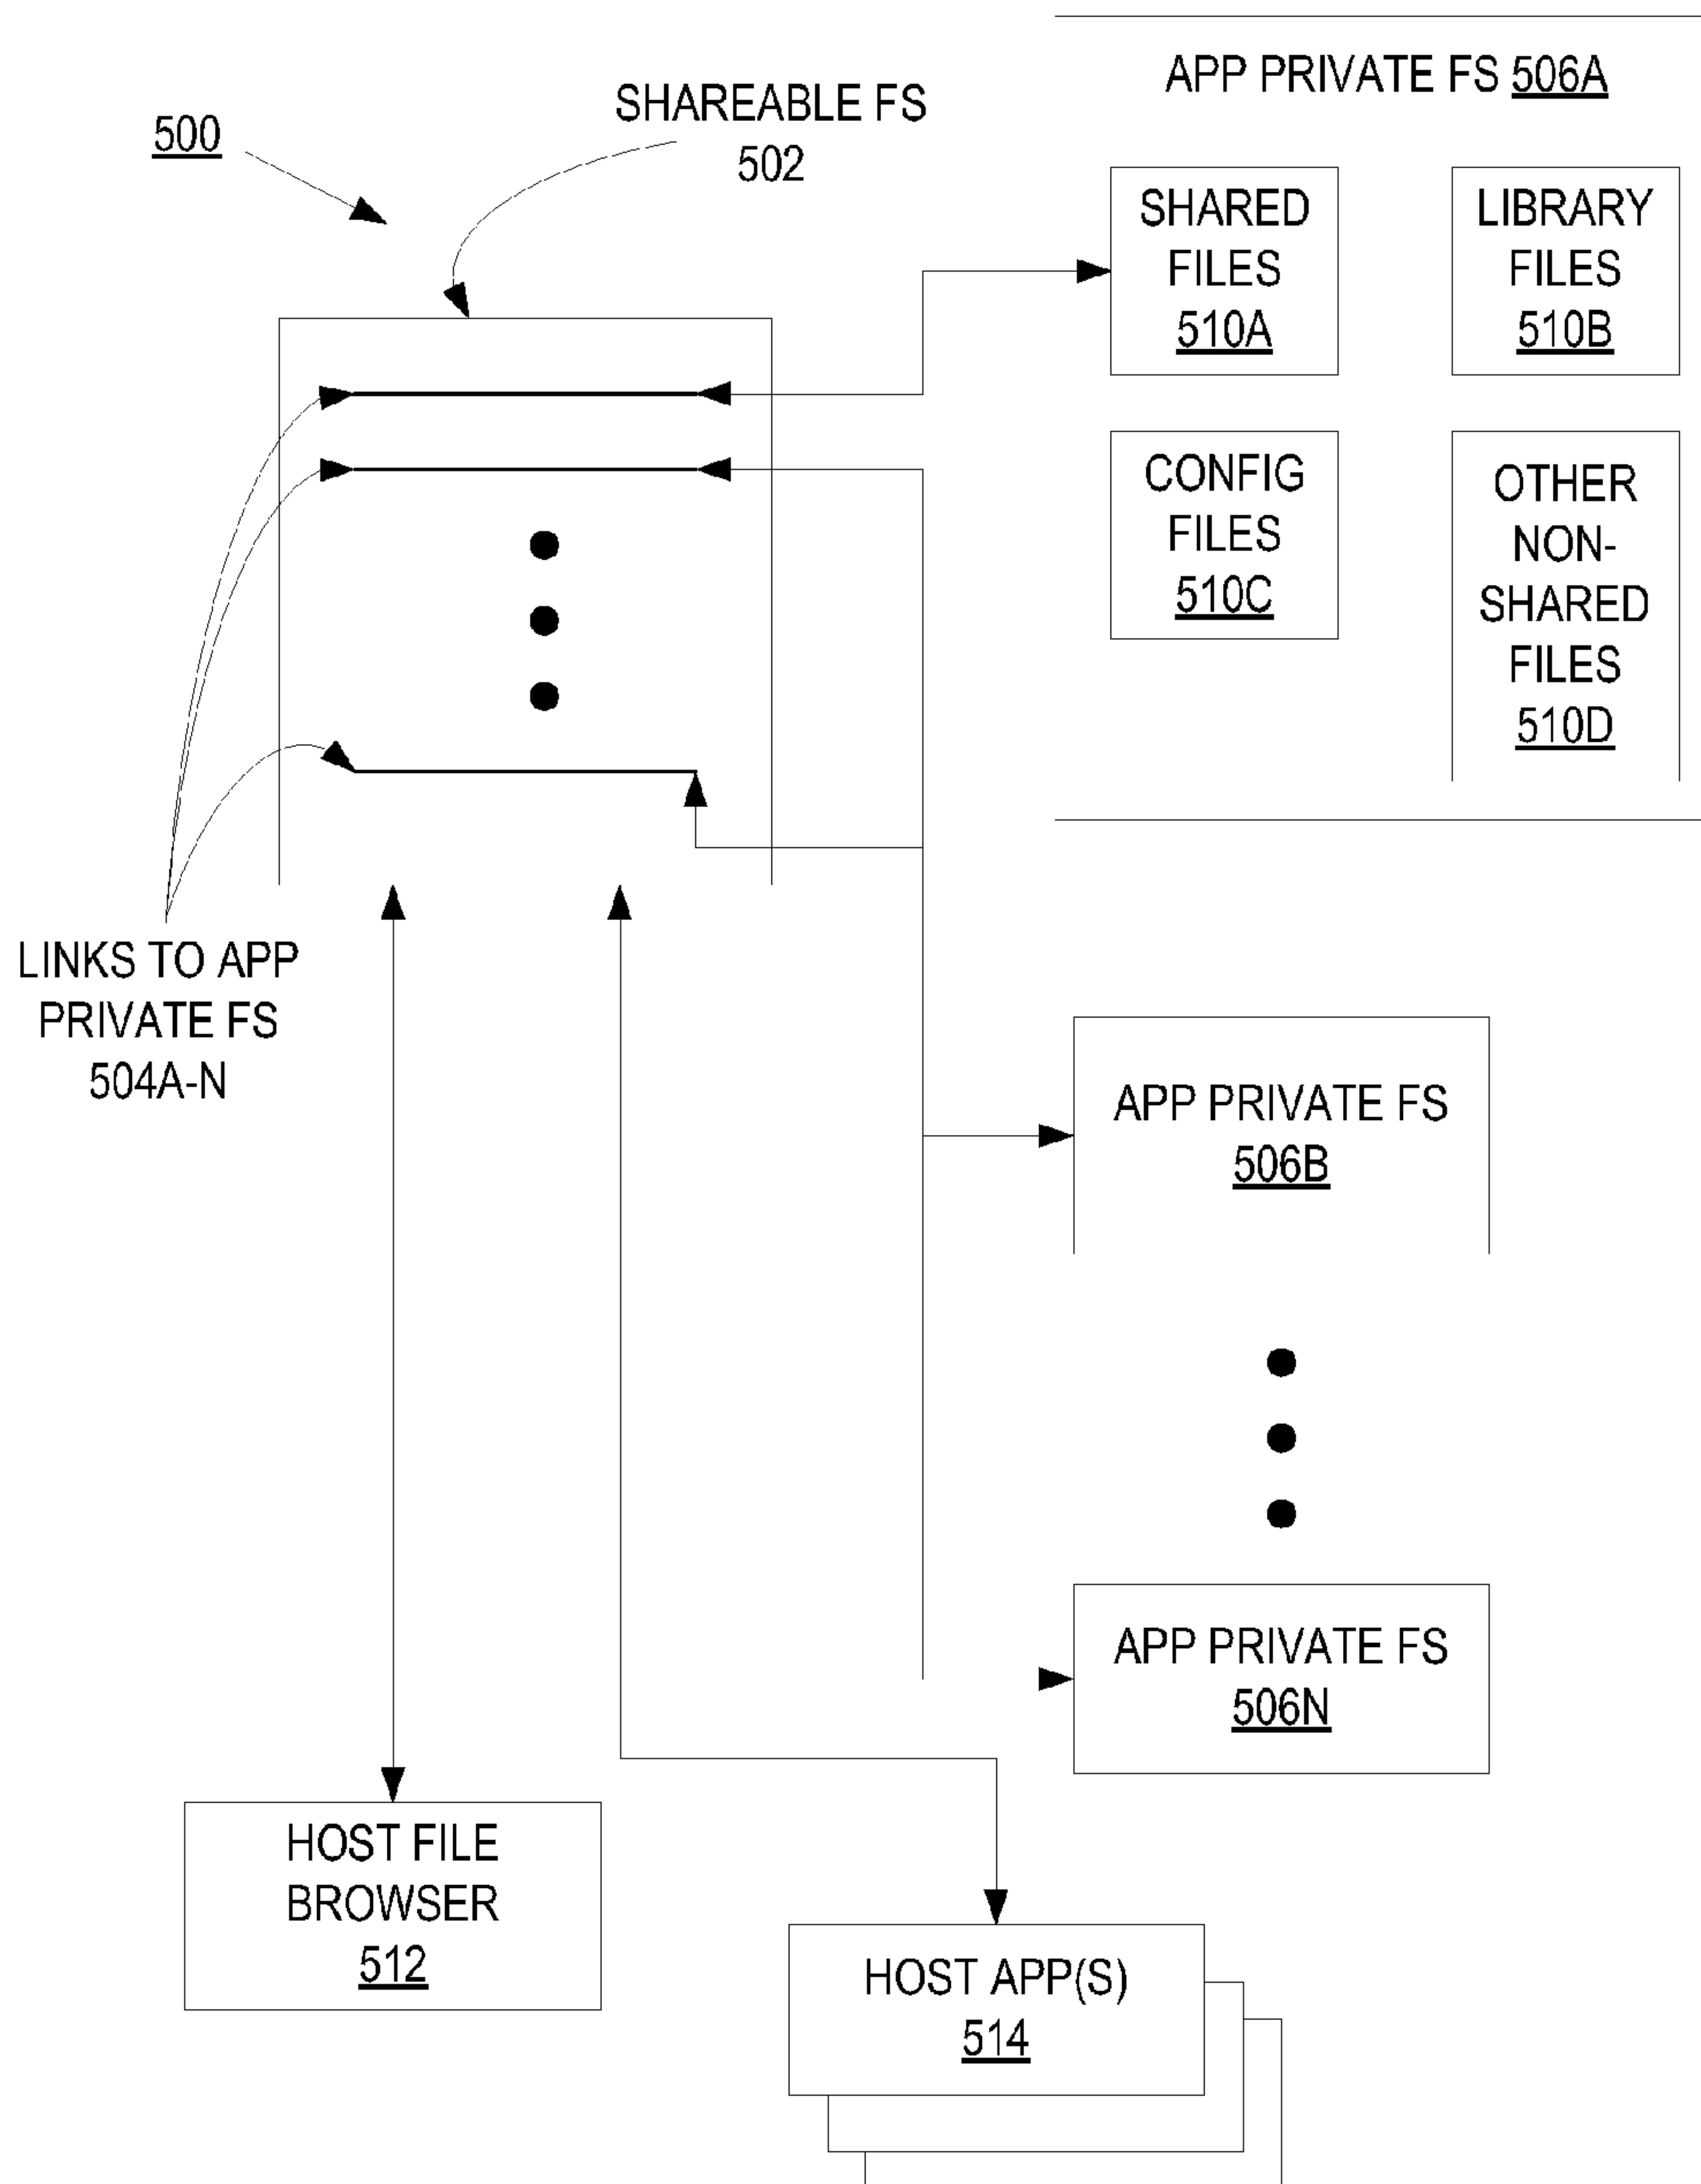 500
SHAREABLE FS
502
APP PRIVATE FS 506A
SHARED
FILES
510A
LIBRARY
FILES
510B
CONFIG
FILES
510C
OTHER
NON-
SHARED
FILES
510D
LINKS TO APP
PRIVATE FS
504A-N
APP PRIVATE FS
506B
APP PRIVATE FS
506N
HOST FILE
BROWSER
512
HOST APP(S)
514